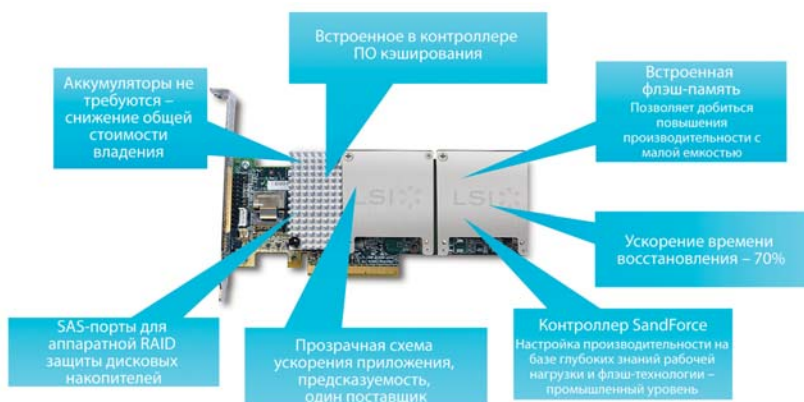 Встроенное в контроллере
ПО кэширования
Аккумуляторы не
требуются –
снижение общей
стоимости
владения
Встроенная
флэш-память
Позволяет добиться
повышения
производительности с
малой емкостью
LSI
LSI
Ускорение времени
восстановления – 70%
SAS-порты для
аппаратной RAID
защиты дисковых
накопителей
Прозрачная схема
ускорения приложения,
предсказуемость,
один поставщик
Контроллер SandForce
Настройка производительности на
базе глубоких знаний рабочей
нагрузки и флэш-технологии –
промышленный уровень